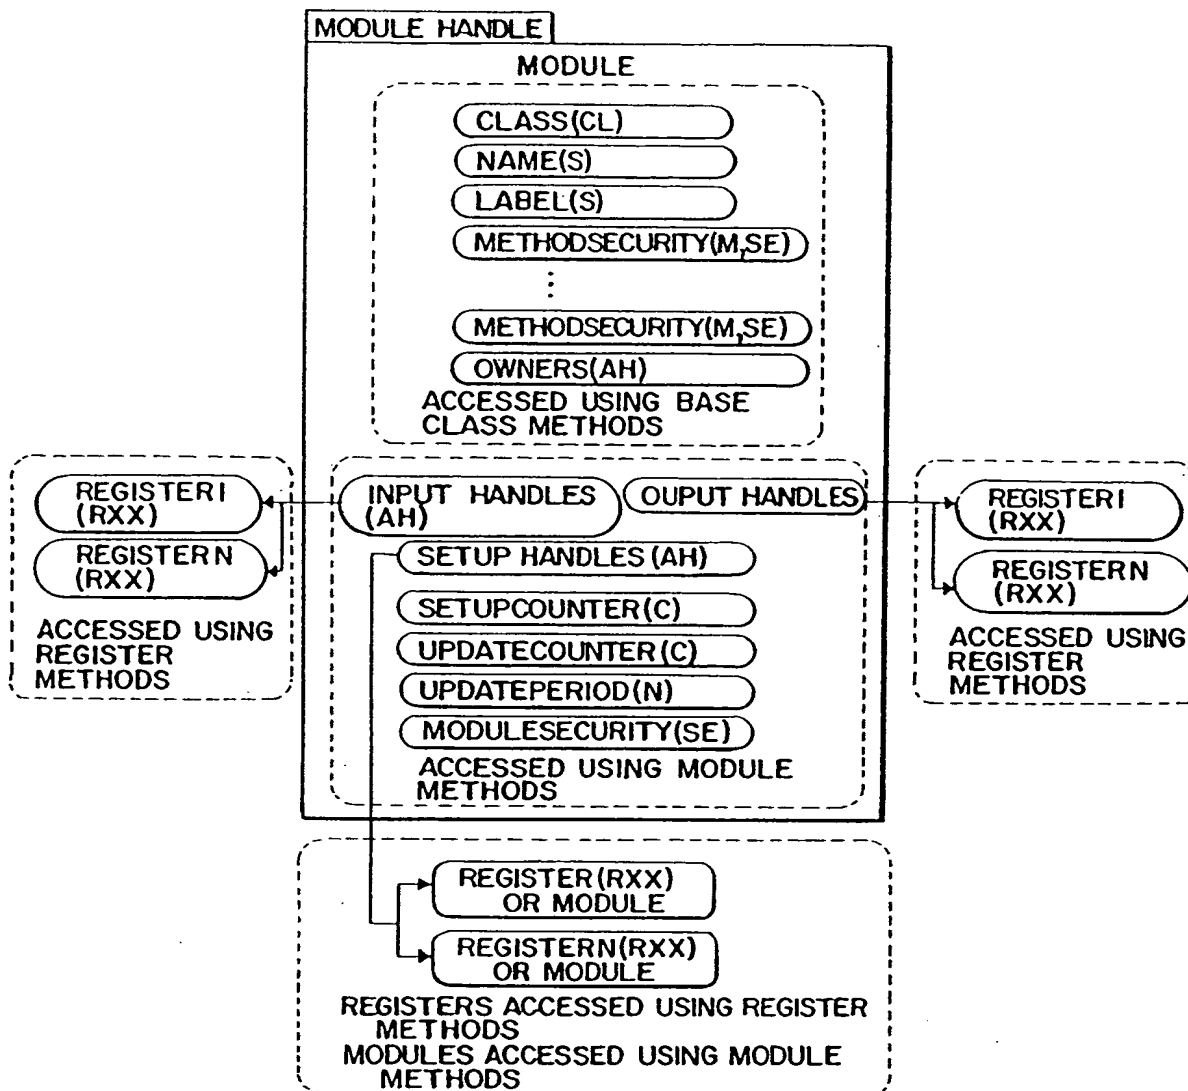 MODULE HANDLE
MODULE
CLASS(CL)
NAME(S)
LABEL(S)
METHODSECURITY(M,SE)
⋮
METHODSECURITY(M,SE)
OWNERS(AH)
ACCESSED USING BASE
CLASS METHODS
REGISTER1
(RXX)
REGISTERN
(RXX)
ACCESSED USING
REGISTER
METHODS
INPUT HANDLES
(AH)
OUPUT HANDLES
SETUP HANDLES(AH)
SETUPCOUNTER(C)
UPDATECOUNTER(C)
UPDATEPERIOD(N)
MODULESECURITY(SE)
ACCESSED USING MODULE
METHODS
REGISTER1
(RXX)
REGISTERN
(RXX)
ACCESSED USING
REGISTER
METHODS
REGISTER(RXX)
OR MODULE
REGISTERN(RXX)
OR MODULE
REGISTERS ACCESSED USING REGISTER
METHODS
MODULES ACCESSED USING MODULE
METHODS